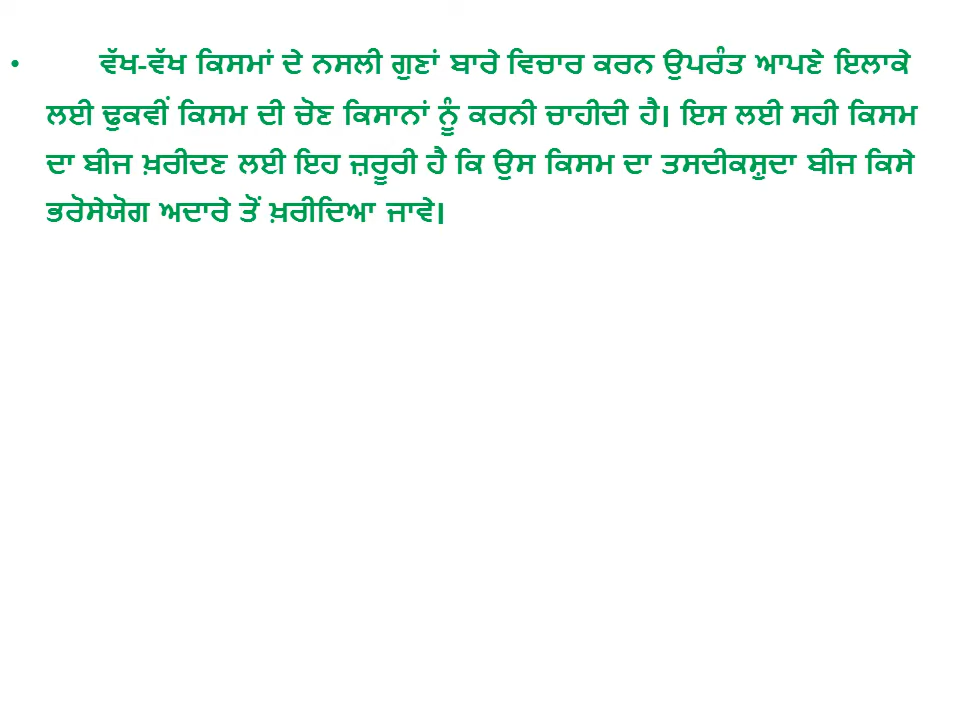 • ਵੱਖ-ਵੱਖ ਕਿਸਮਾਂ ਦੇ ਨਸਲੀ ਗੁਣਾਂ ਬਾਰੇ ਵਿਚਾਰ ਕਰਨ ਉਪਰੰਤ ਆਪਣੇ ਇਲਾਕੇ
ਲਈ ਢੁਕਵੀਂ ਕਿਸਮ ਦੀ ਚੋਣ ਕਿਸਾਨਾਂ ਨੂੰ ਕਰਨੀ ਚਾਹੀਦੀ ਹੈ। ਇਸ ਲਈ ਸਹੀ ਕਿਸਮ
ਦਾ ਬੀਜ ਖ਼ਰੀਦਣ ਲਈ ਇਹ ਜ਼ਰੂਰੀ ਹੈ ਕਿ ਉਸ ਕਿਸਮ ਦਾ ਤਸਦੀਕਸ਼ੁਦਾ ਬੀਜ ਕਿਸੇ
ਭਰੋਸੇਯੋਗ ਅਦਾਰੇ ਤੋਂ ਖ਼ਰੀਦਿਆ ਜਾਵੇ।